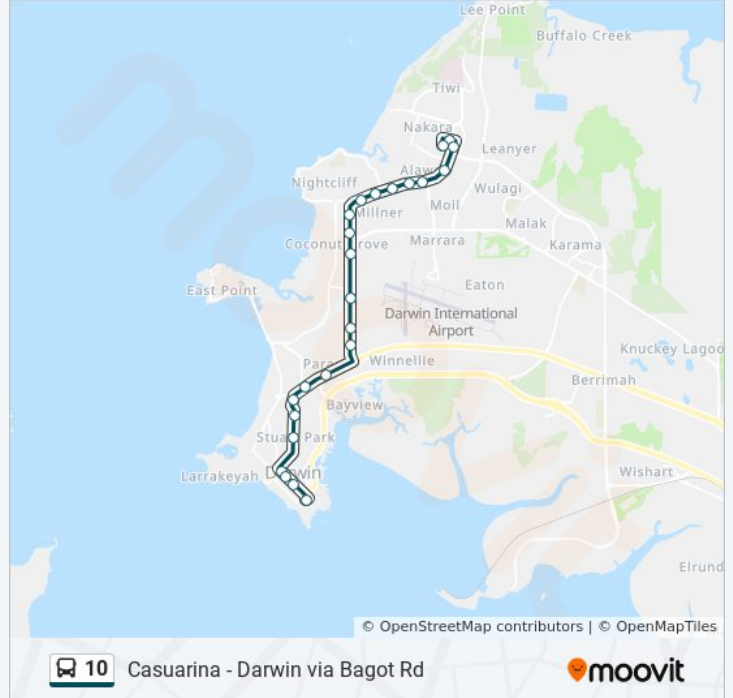 Lee Point
Buffalo Creek
Tiwi
Nakara
Leanyer
Alawa
Nightcliff
Wulagi
Millner
Moil
Malak
Coconut Grove
Marrara
Karama
East Point
Eaton
Darwin International
Airport
Knuckey Lagoo
Para
Winnellie
Berrimah
Bayview
Stuart Park
Darwin
Larrakeyah
Wishart
Elrund
© OpenStreetMap contributors | © OpenMapTiles
10 Casuarina - Darwin via Bagot Rd
moovit